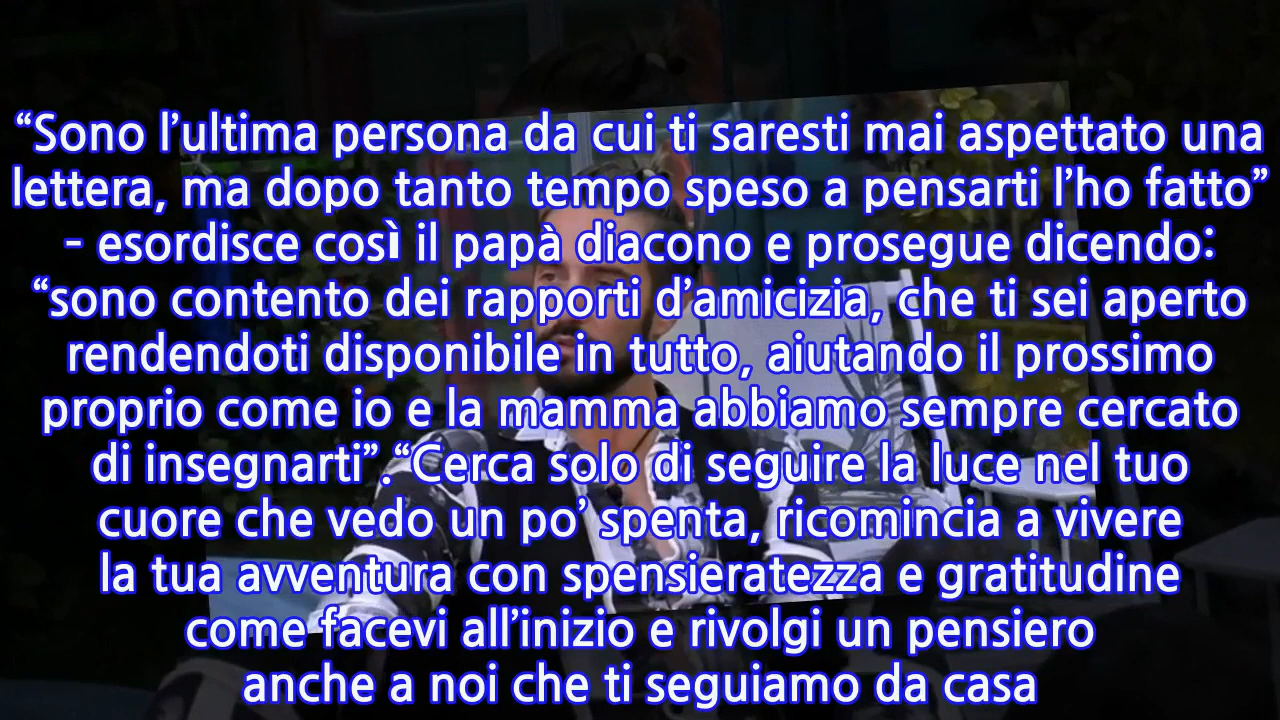 “Sono l’ultima persona da cui ti saresti mai aspettato una
lettera, ma dopo tanto tempo speso a pensarti l’ho fatto”
- esordisce così il papà diacono e prosegue dicendo:
“sono contento dei rapporti d’amicizia, che ti sei aperto
rendendoti disponibile in tutto, aiutando il prossimo
proprio come io e la mamma abbiamo sempre cercato
di insegnarti”.“Cerca solo di seguire la luce nel tuo
cuore che vedo un po’ spenta, ricomincia a vivere
la tua avventura con spensieratezza e gratitudine
come facevi all’inizio e rivolgi un pensiero
anche a noi che ti seguiamo da casa